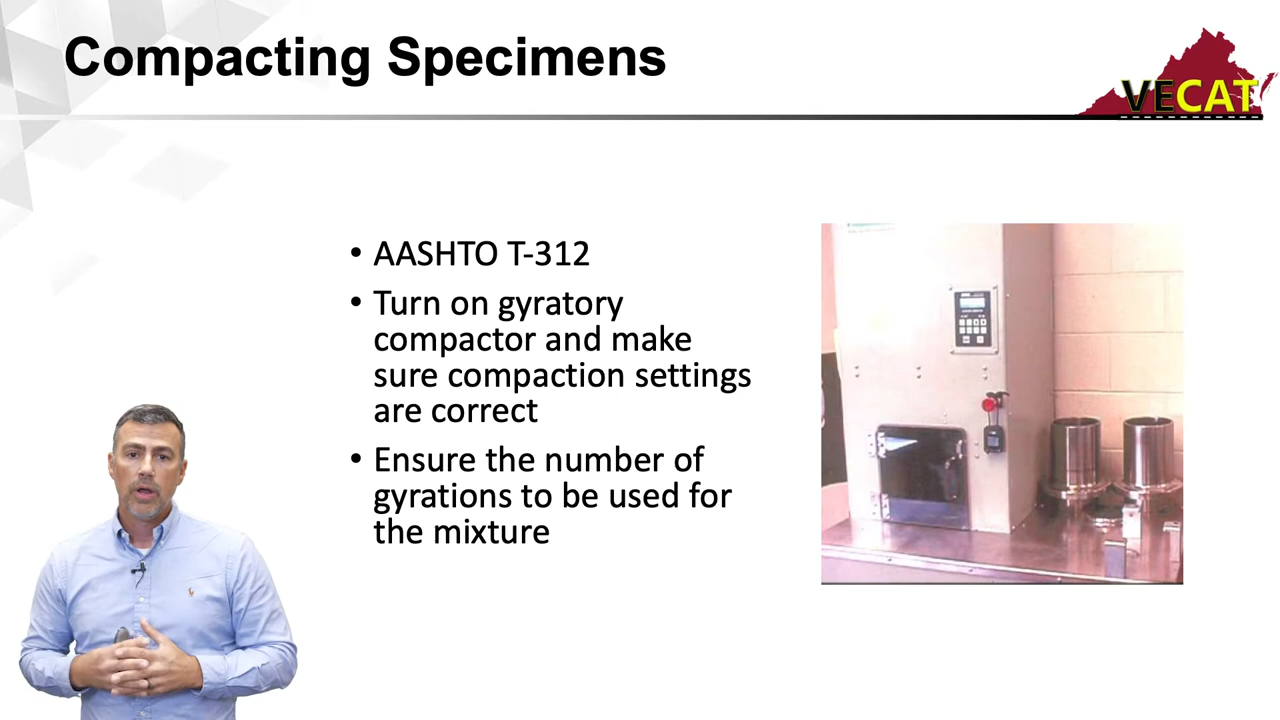 Compacting Specimens
VECAT
• AASHTO T-312
• Turn on gyratory
compactor and make
sure compaction settings
are correct
• Ensure the number of
gyrations to be used for
the mixture